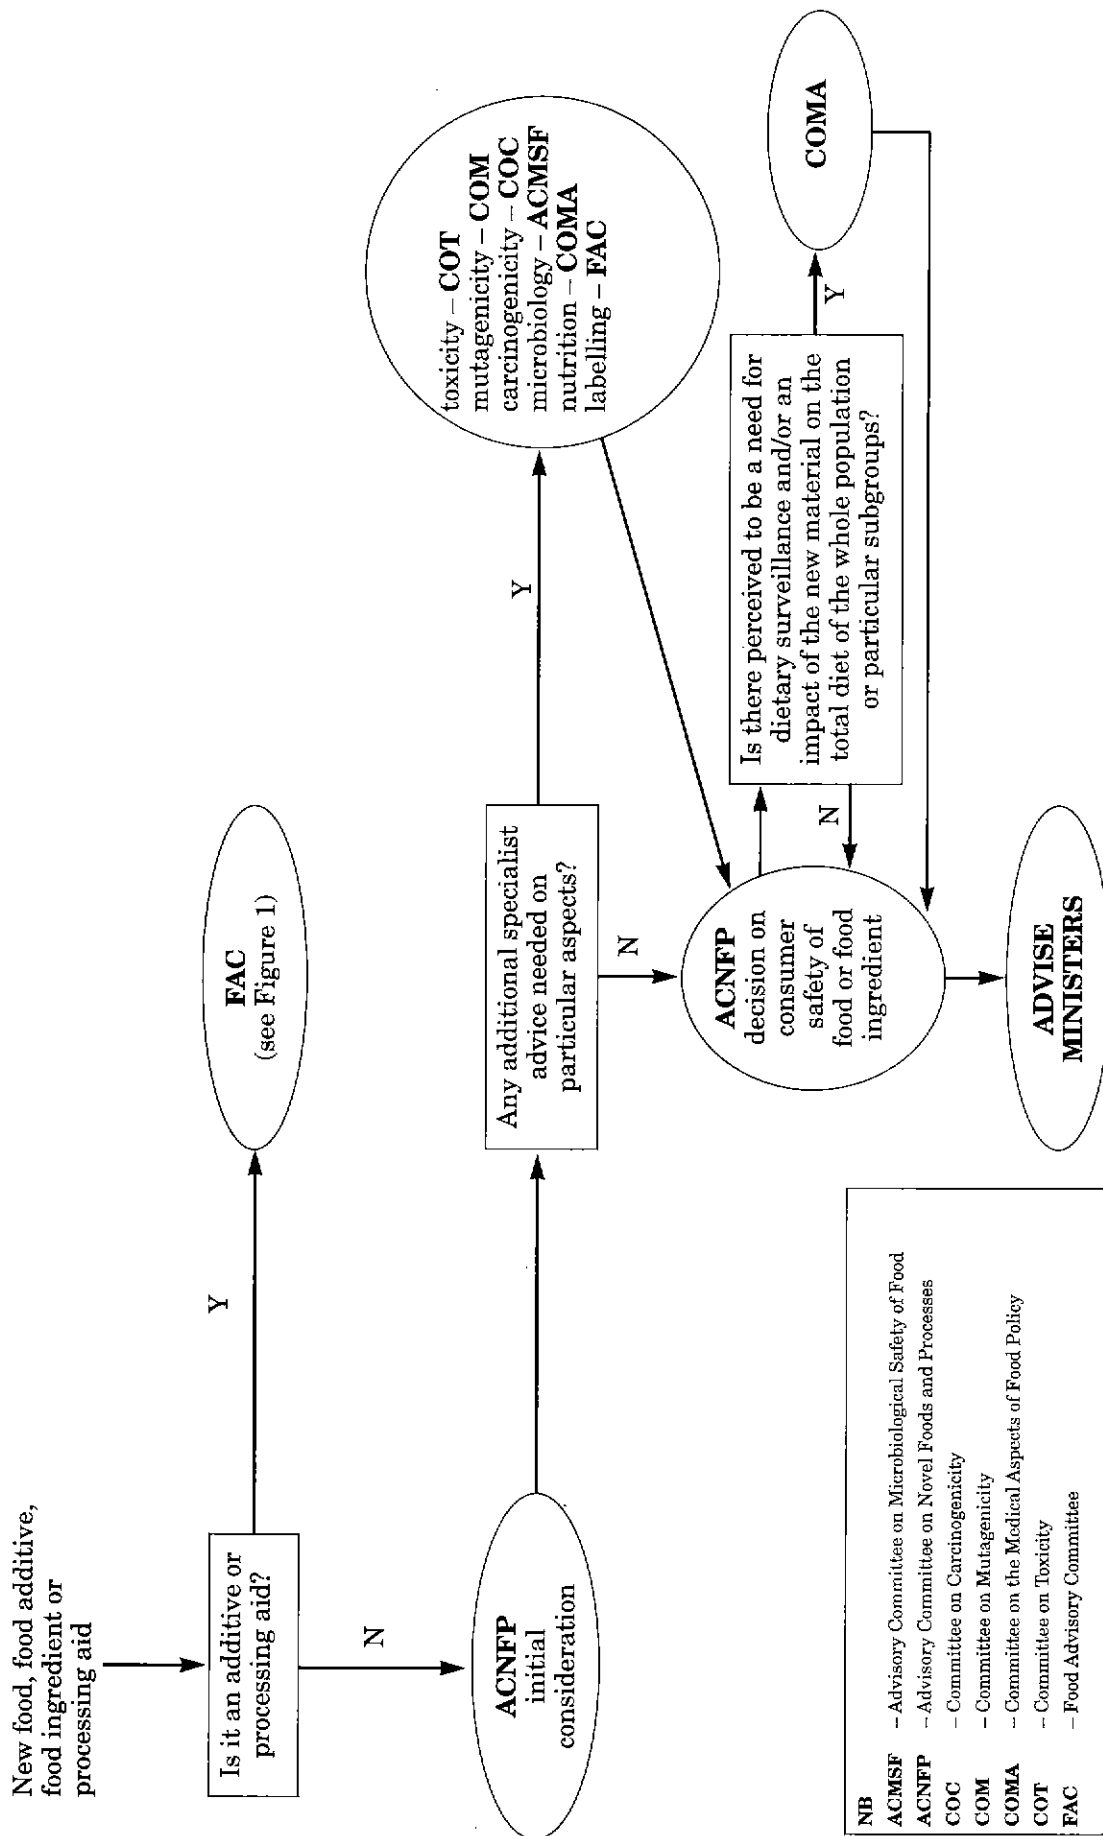 New food, food additive,
food ingredient or
processing aid
Is it an additive or
processing aid?
Y
FAC
(see Figure 1)
N
ACNFP
initial
consideration
Any additional specialist
advice needed on
particular aspects?
Y
toxicity – COT
mutagenicity – COM
carcinogenicity – COC
microbiology – ACMSF
nutrition – COMA
labelling – FAC
N
ACNFP
decision on
consumer
safety of
food or food
ingredient
Is there perceived to be a need for
dietary surveillance and/or an
impact of the new material on the
total diet of the whole population
or particular subgroups?
Y
COMA
N
ADVISE
MINISTERS
NB
ACMSF – Advisory Committee on Microbiological Safety of Food
ACNFP – Advisory Committee on Novel Foods and Processes
COC – Committee on Carcinogenicity
COM – Committee on Mutagenicity
COMA – Committee on the Medical Aspects of Food Policy
COT – Committee on Toxicity
FAC – Food Advisory Committee